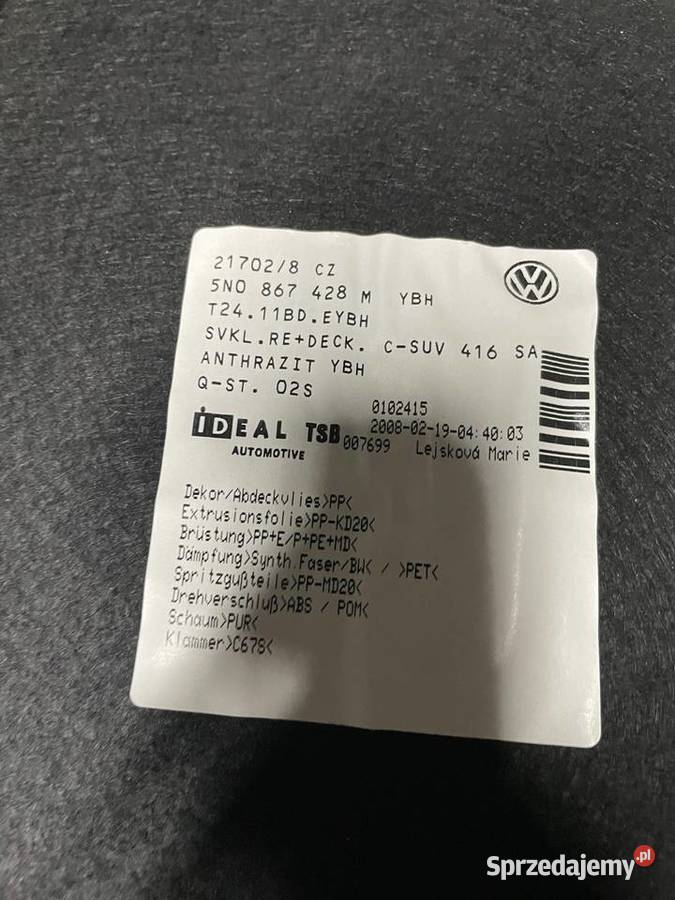 21702/8 CZ
5N0 867 428 M YBH
T24.11BD.EYBH
SVKL.RE+DECK. C-SUV 416 SA
ANTHRAZIT YBH
Q-ST. 02S
0102415
IDEAL TSB 2008-02-19-04:40:03
AUTOMOTIVE 007699 Lejsková Marie
Dekor/Abdeckvlies>PP<
Extrusionsfolie>PP-KD20<
Brüstung>PP+E/P+PE+MD<
Dämpfung>Synth.Faser/BW< / >PET<
Spritzgußteile>PP-MD20<
Drehverschluß>ABS / POM<
Schaum>PUR<
Klammer>C678<
Sprzedajemy.pl